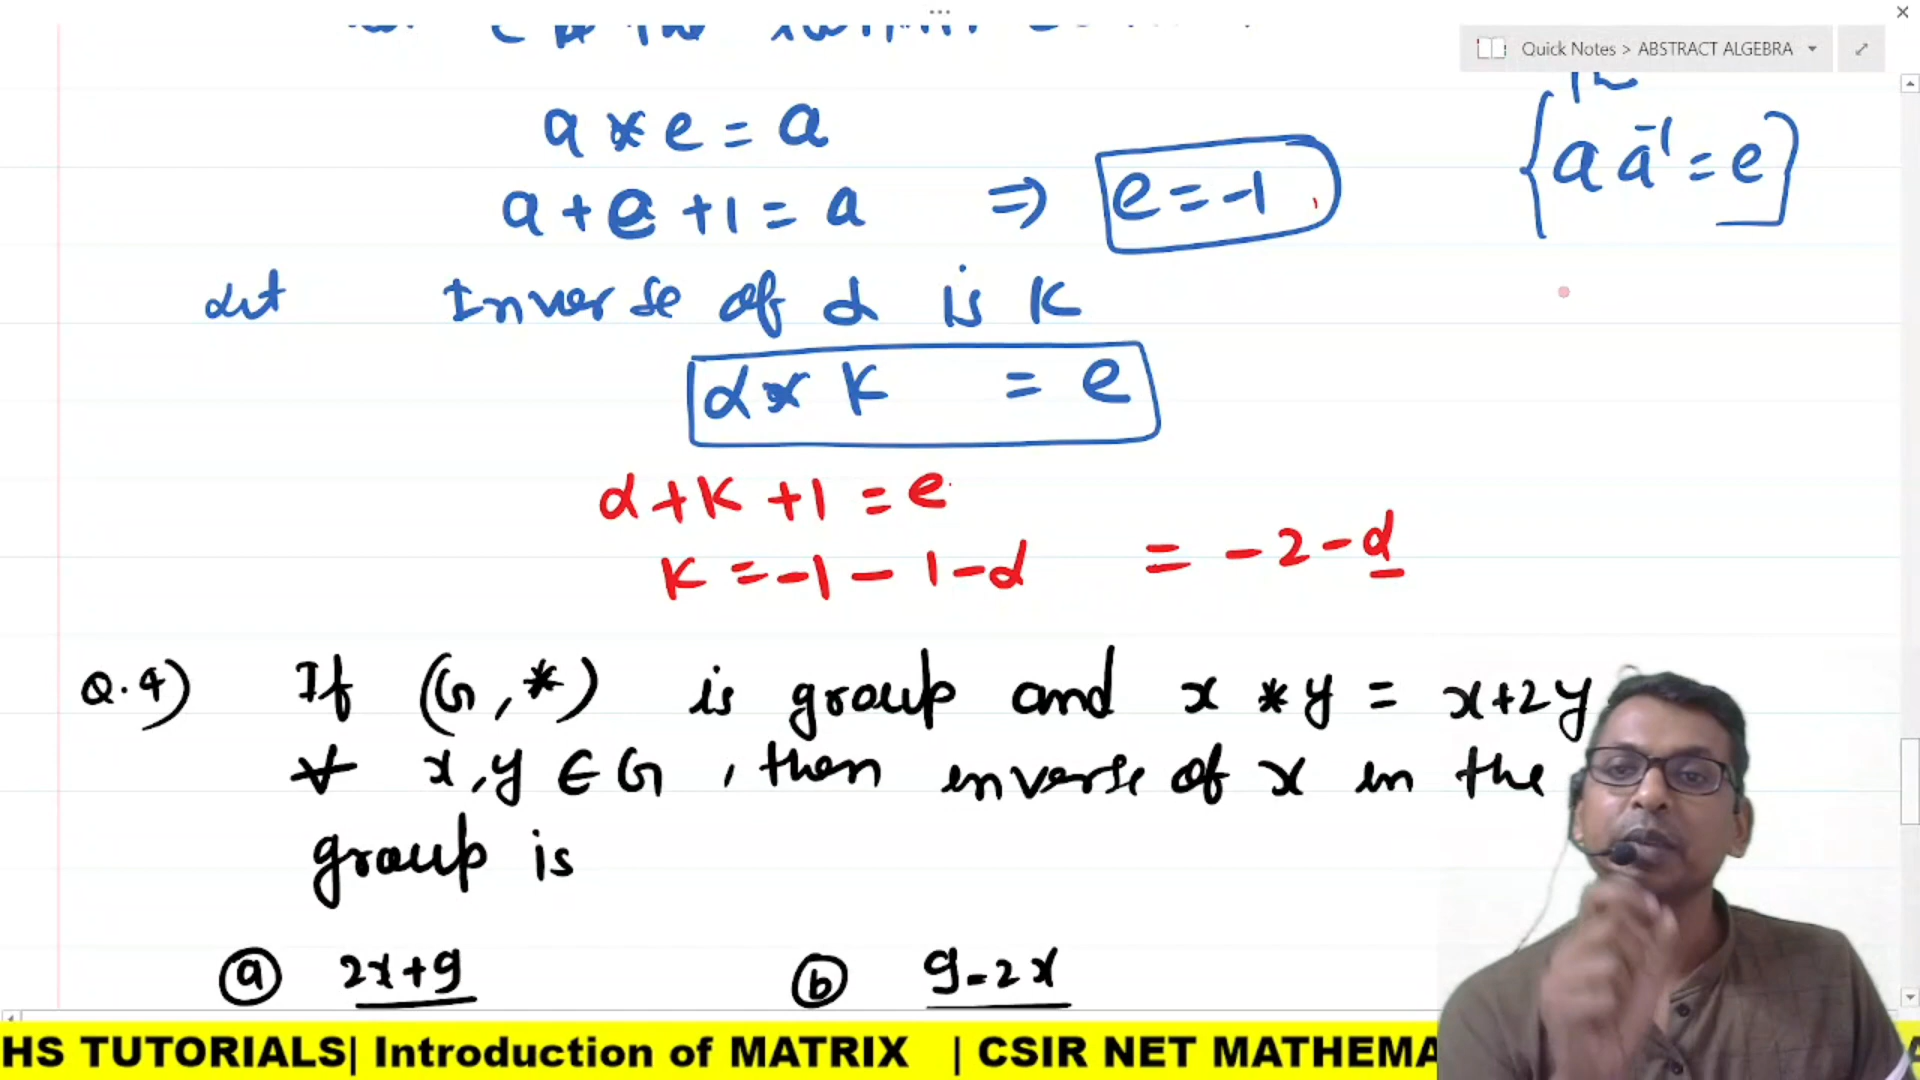 Quick Notes > ABSTRACT ALGEBRA
a * e = a
a + e + 1 = a ⇒ e = -1
{a a⁻¹ = e}
Let Inverse of α is K
α * K = e
α + K + 1 = e
K = -1 - 1 - α = -2 - α
Q.4) If (G, *) is group and x * y = x+2y
∀ x, y ∈ G, then inverse of x in the
group is
(a) 2x+9
(b) 9-2x
HS TUTORIALS| Introduction of MATRIX | CSIR NET MATHEMA